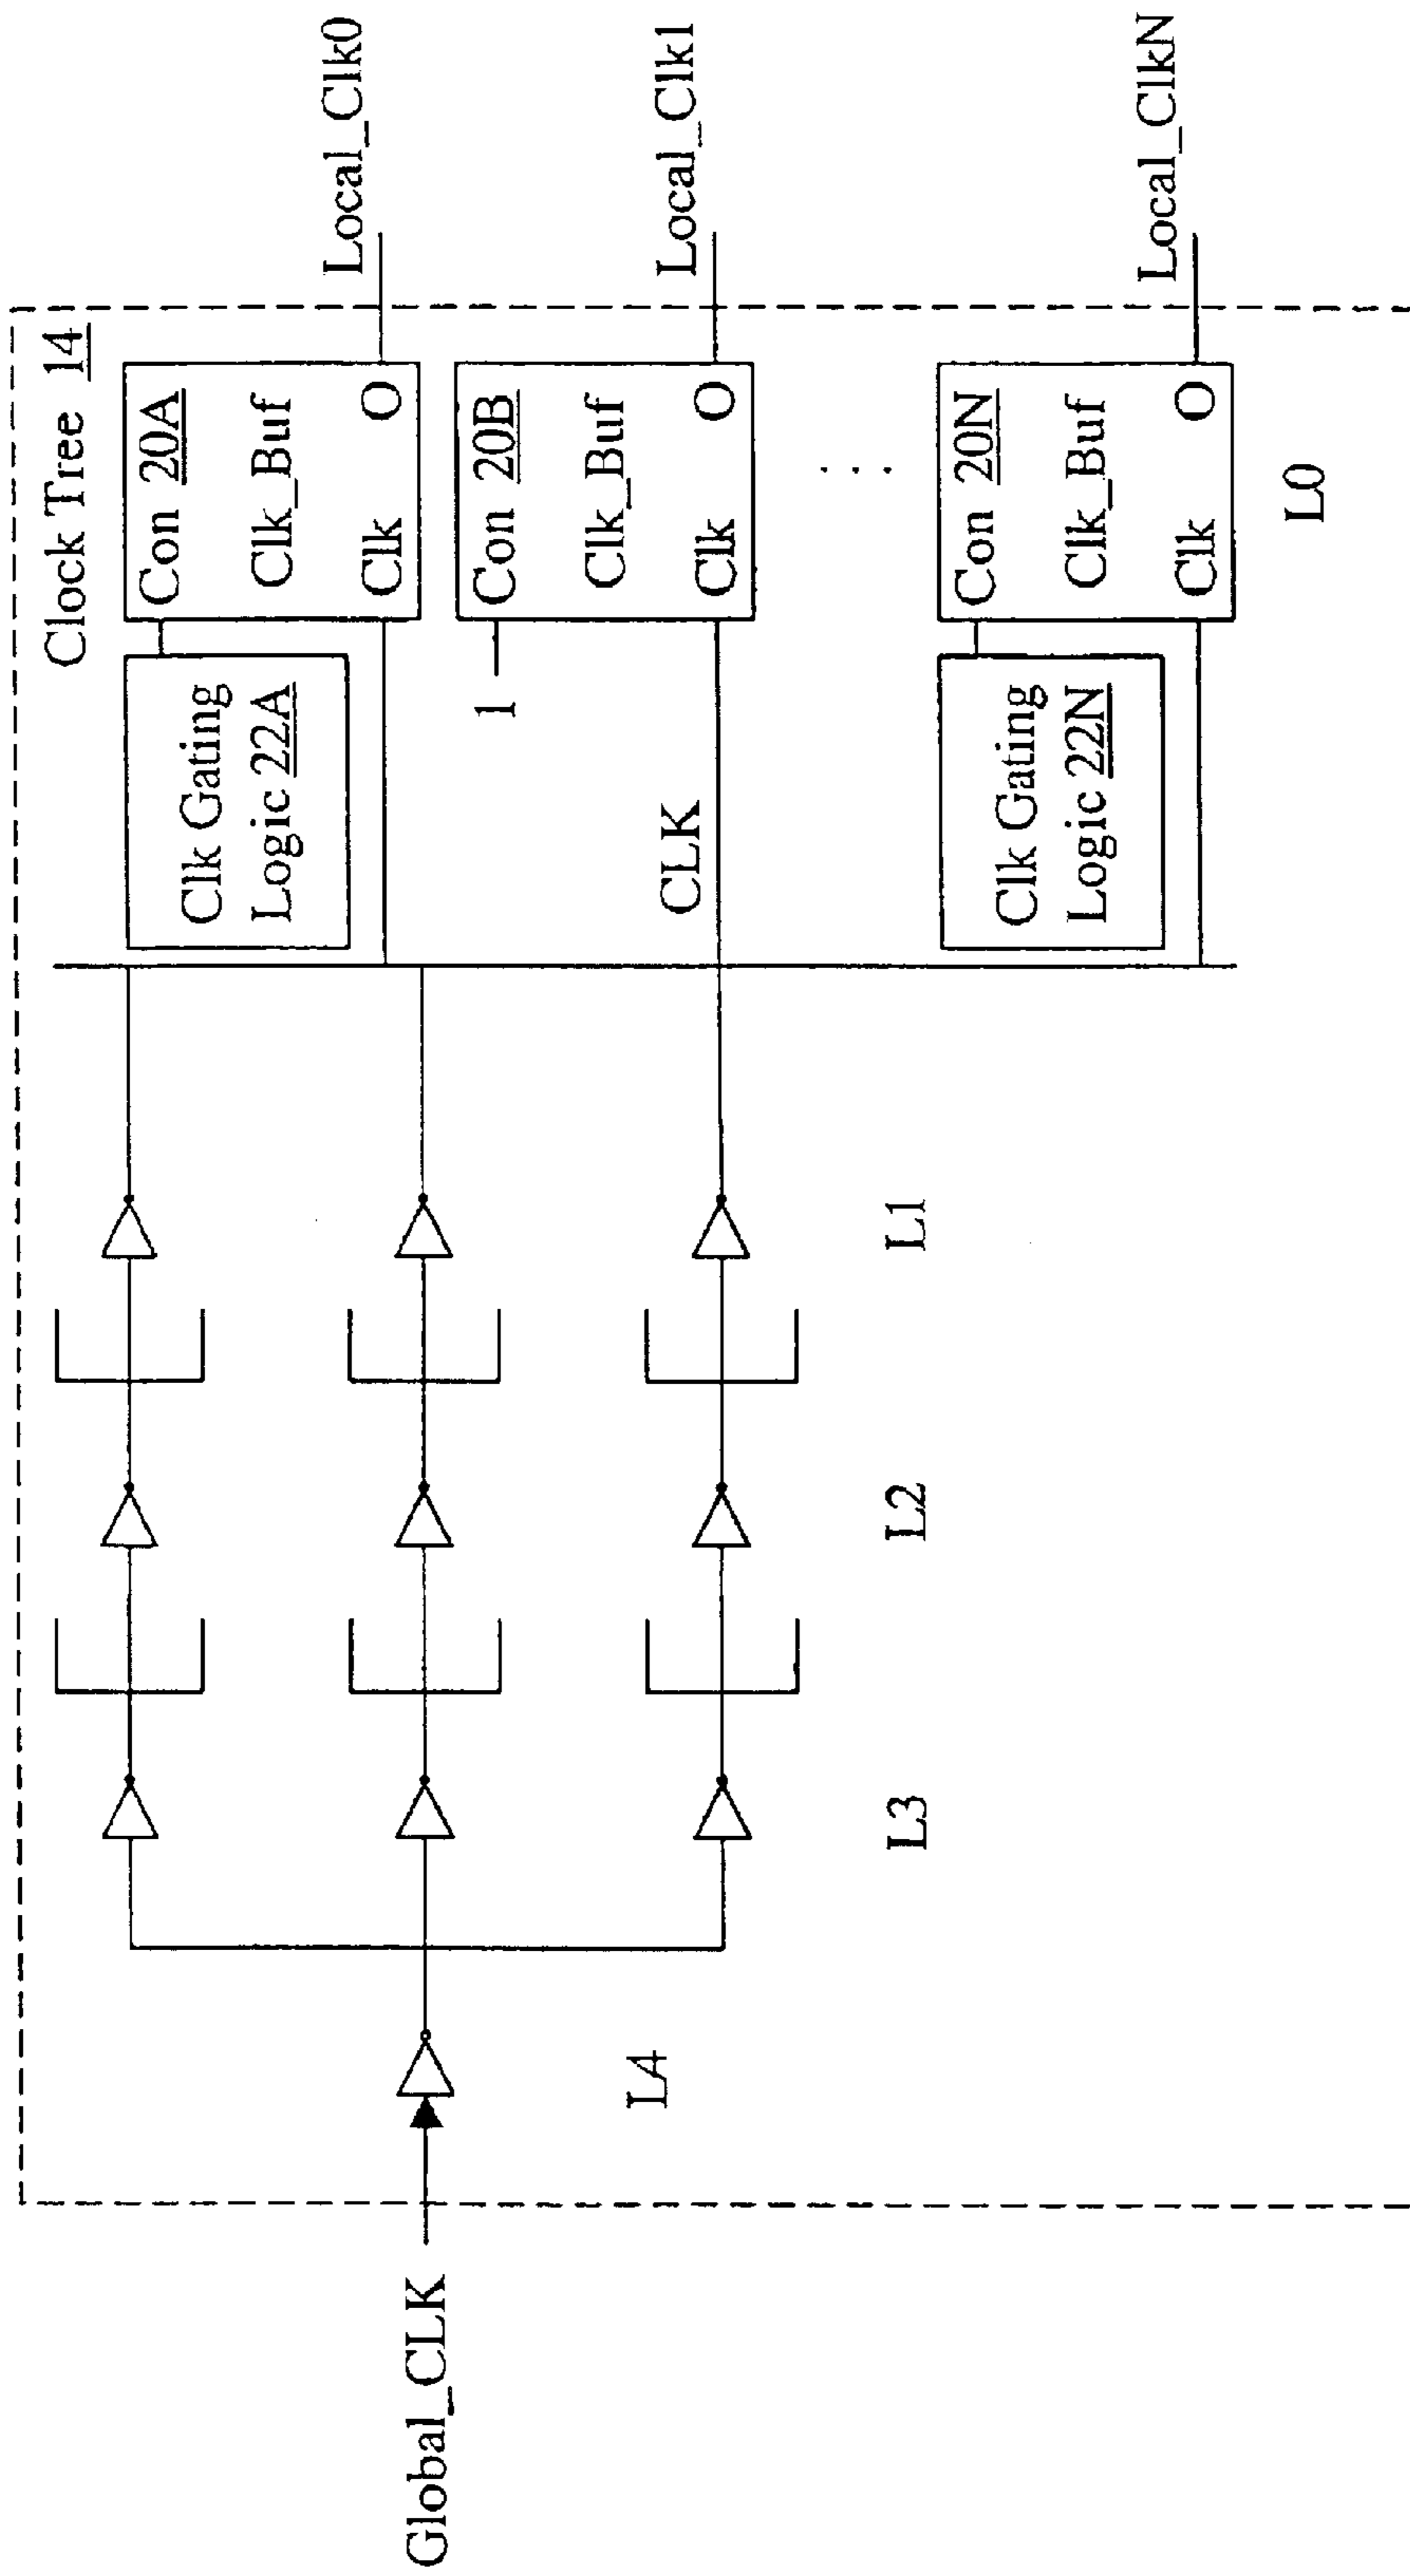 Clock Tree 14
Clk Gating
Logic 22A
Con 20A
Clk_Buf
Clk O
Local_Clk0
1
Con 20B
Clk_Buf
Clk O
Local_Clk1
CLK
. . .
Clk Gating
Logic 22N
Con 20N
Clk_Buf
Clk O
Local_ClkN
Global_CLK
L4
L3
L2
L1
L0